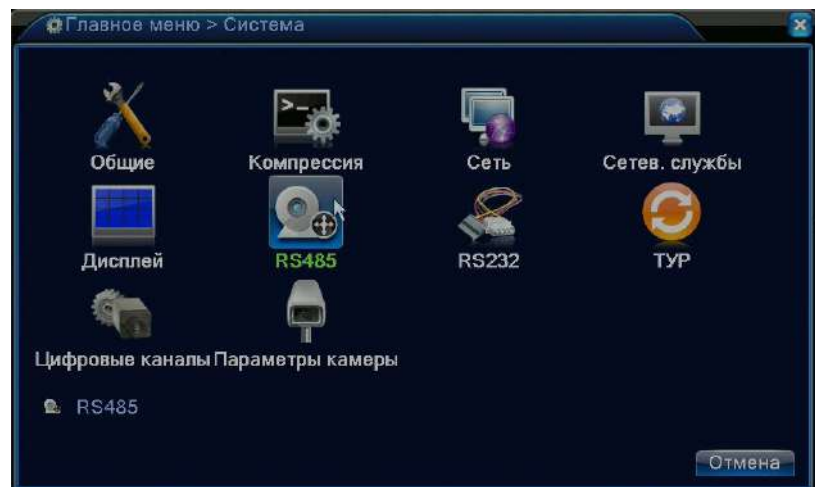 Главное меню > Система
Общие
Компрессия
Сеть
Сетев. службы
Дисплей
RS485
RS232
ТУР
Цифровые каналы
Параметры камеры
RS485
Отмена